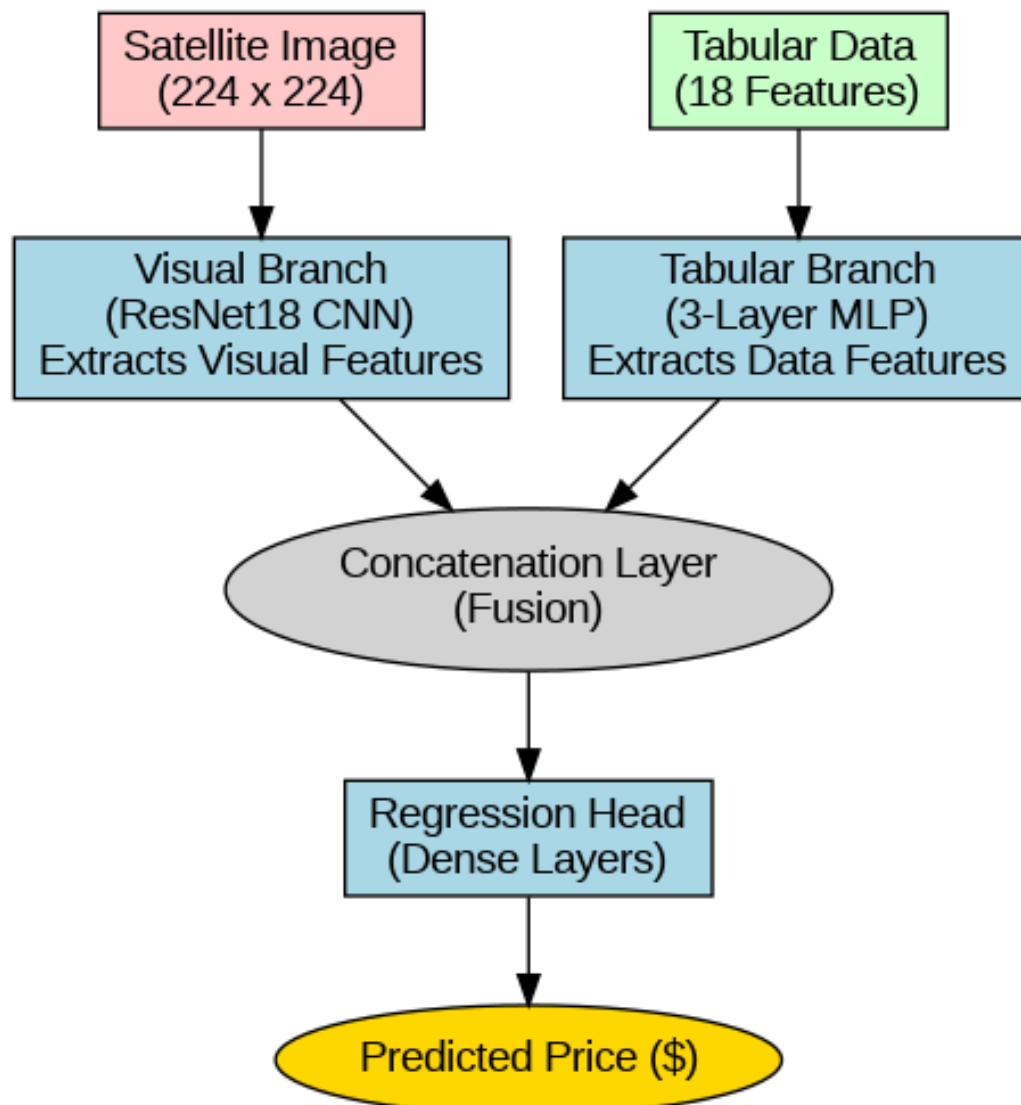 Satellite Image
(224 x 224)
Tabular Data
(18 Features)
Visual Branch
(ResNet18 CNN)
Extracts Visual Features
Tabular Branch
(3-Layer MLP)
Extracts Data Features
Concatenation Layer
(Fusion)
Regression Head
(Dense Layers)
Predicted Price ($)